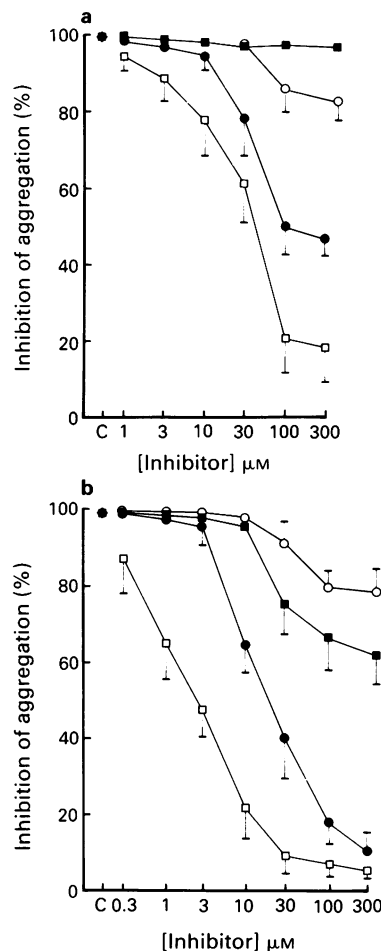 a
Inhibition of aggregation (%)
100
80
60
40
20
0
C 1 3 10 30 100 300
[Inhibitor] μM
b
Inhibition of aggregation (%)
100
80
60
40
20
0
C 0.3 1 3 10 30 100 300
[Inhibitor] μM